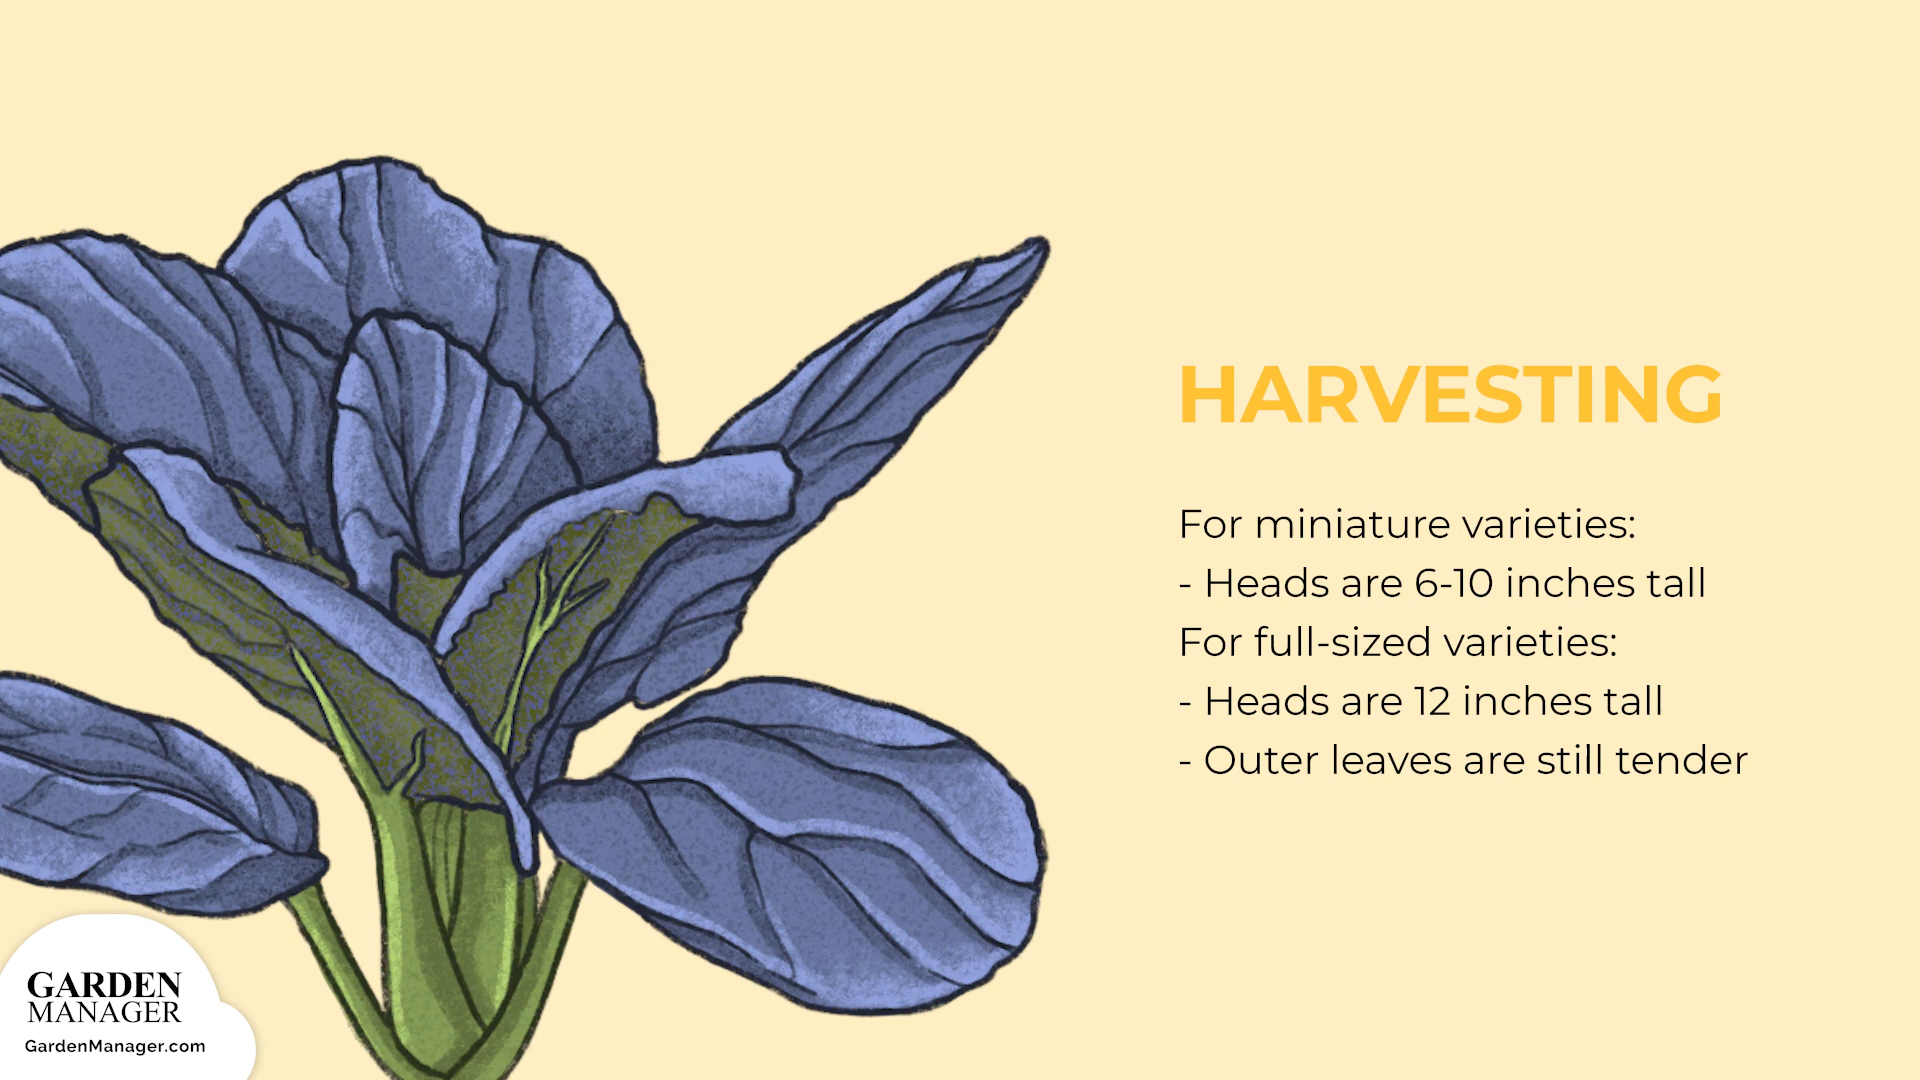 HARVESTING
For miniature varieties:
- Heads are 6-10 inches tall
For full-sized varieties:
- Heads are 12 inches tall
- Outer leaves are still tender
GARDEN
MANAGER
GardenManager.com